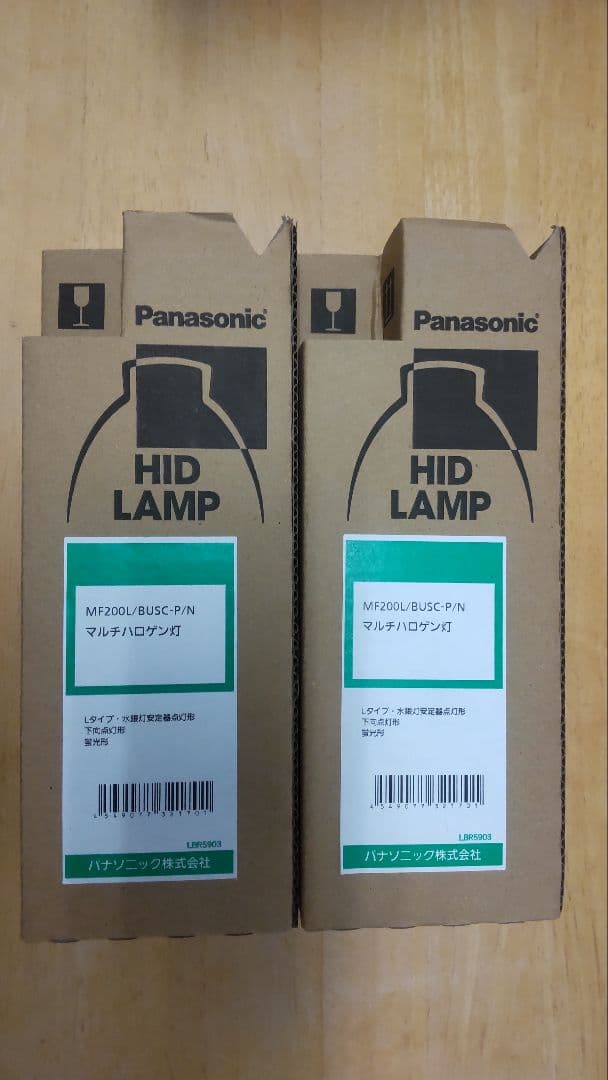 Panasonic
HID
LAMP
MF200L/BUSC-P/N
マルチハロゲン灯
Lタイプ・水銀灯安定器点灯形
下向点灯形
蛍光形
4549077321701
LBR5903
パナソニック株式会社
Panasonic
HID
LAMP
MF200L/BUSC-P/N
マルチハロゲン灯
Lタイプ・水銀灯安定器点灯形
下向点灯形
蛍光形
4549077321701
LBR5903
パナソニック株式会社